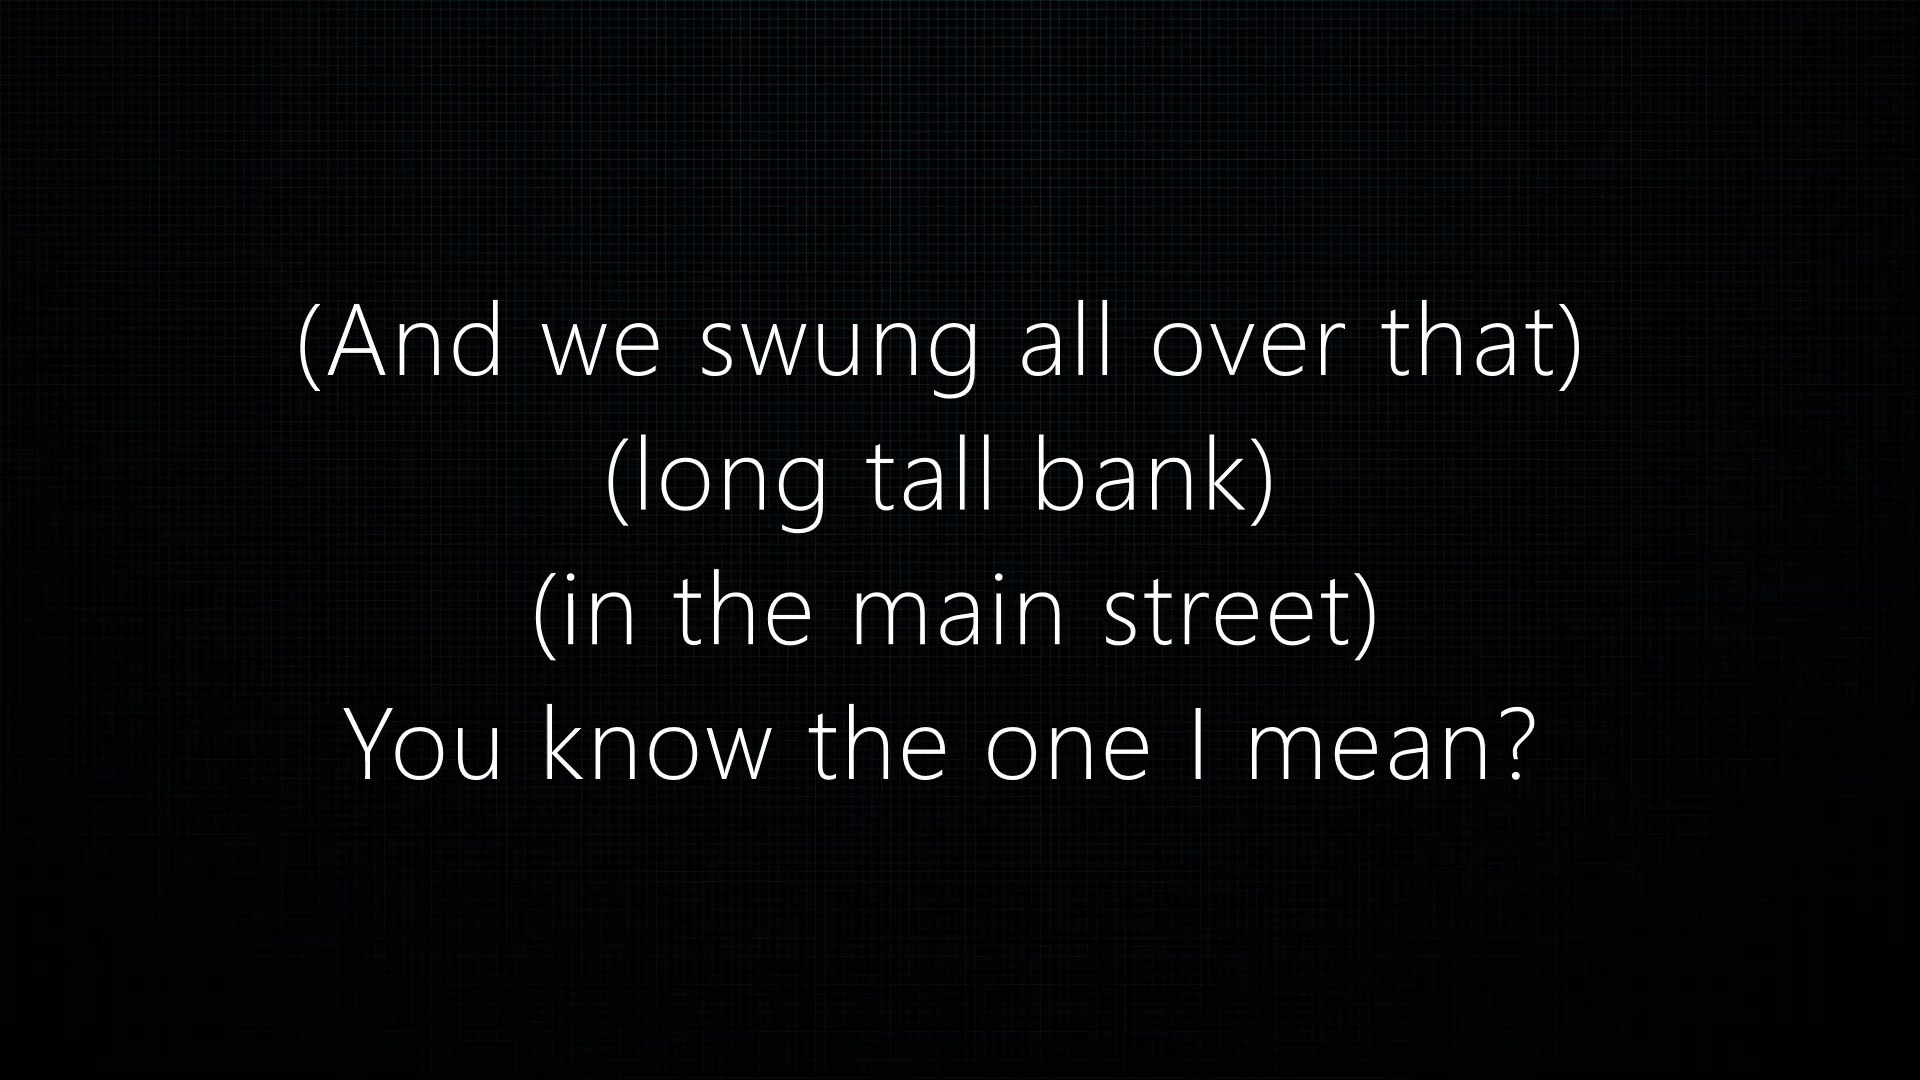 (And we swung all over that)
(long tall bank)
(in the main street)
You know the one I mean?